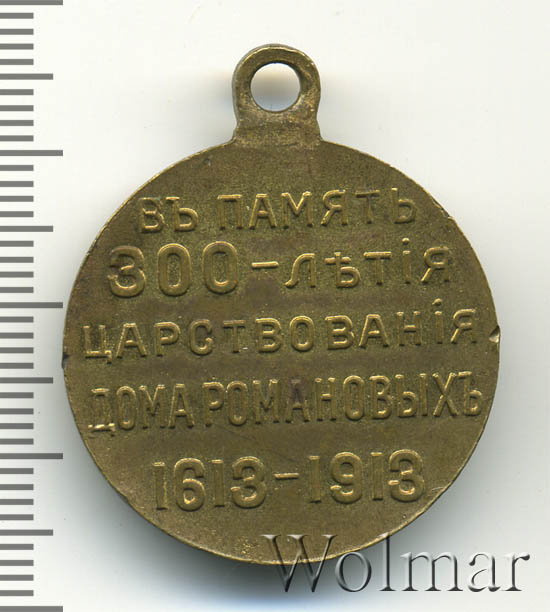 ВЪ ПАМЯТЬ
300-ЛѢТІЯ
ЦАРСТВОВАНІЯ
ДОМА РОМАНОВЫХЪ
1613-1913
Wolmar